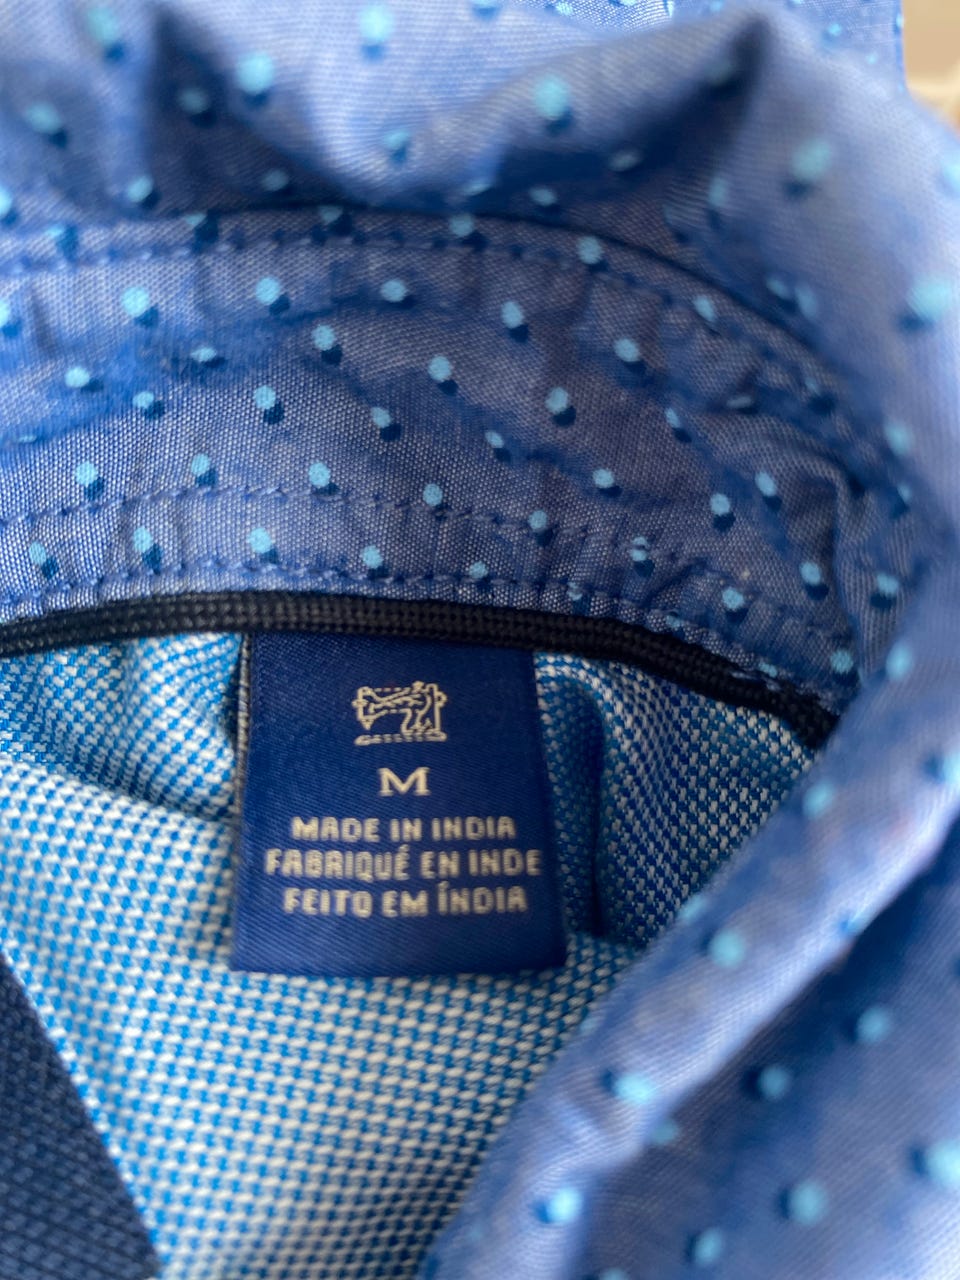 M
MADE IN INDIA
FABRIQUÉ EN INDE
FEITO EM ÍNDIA